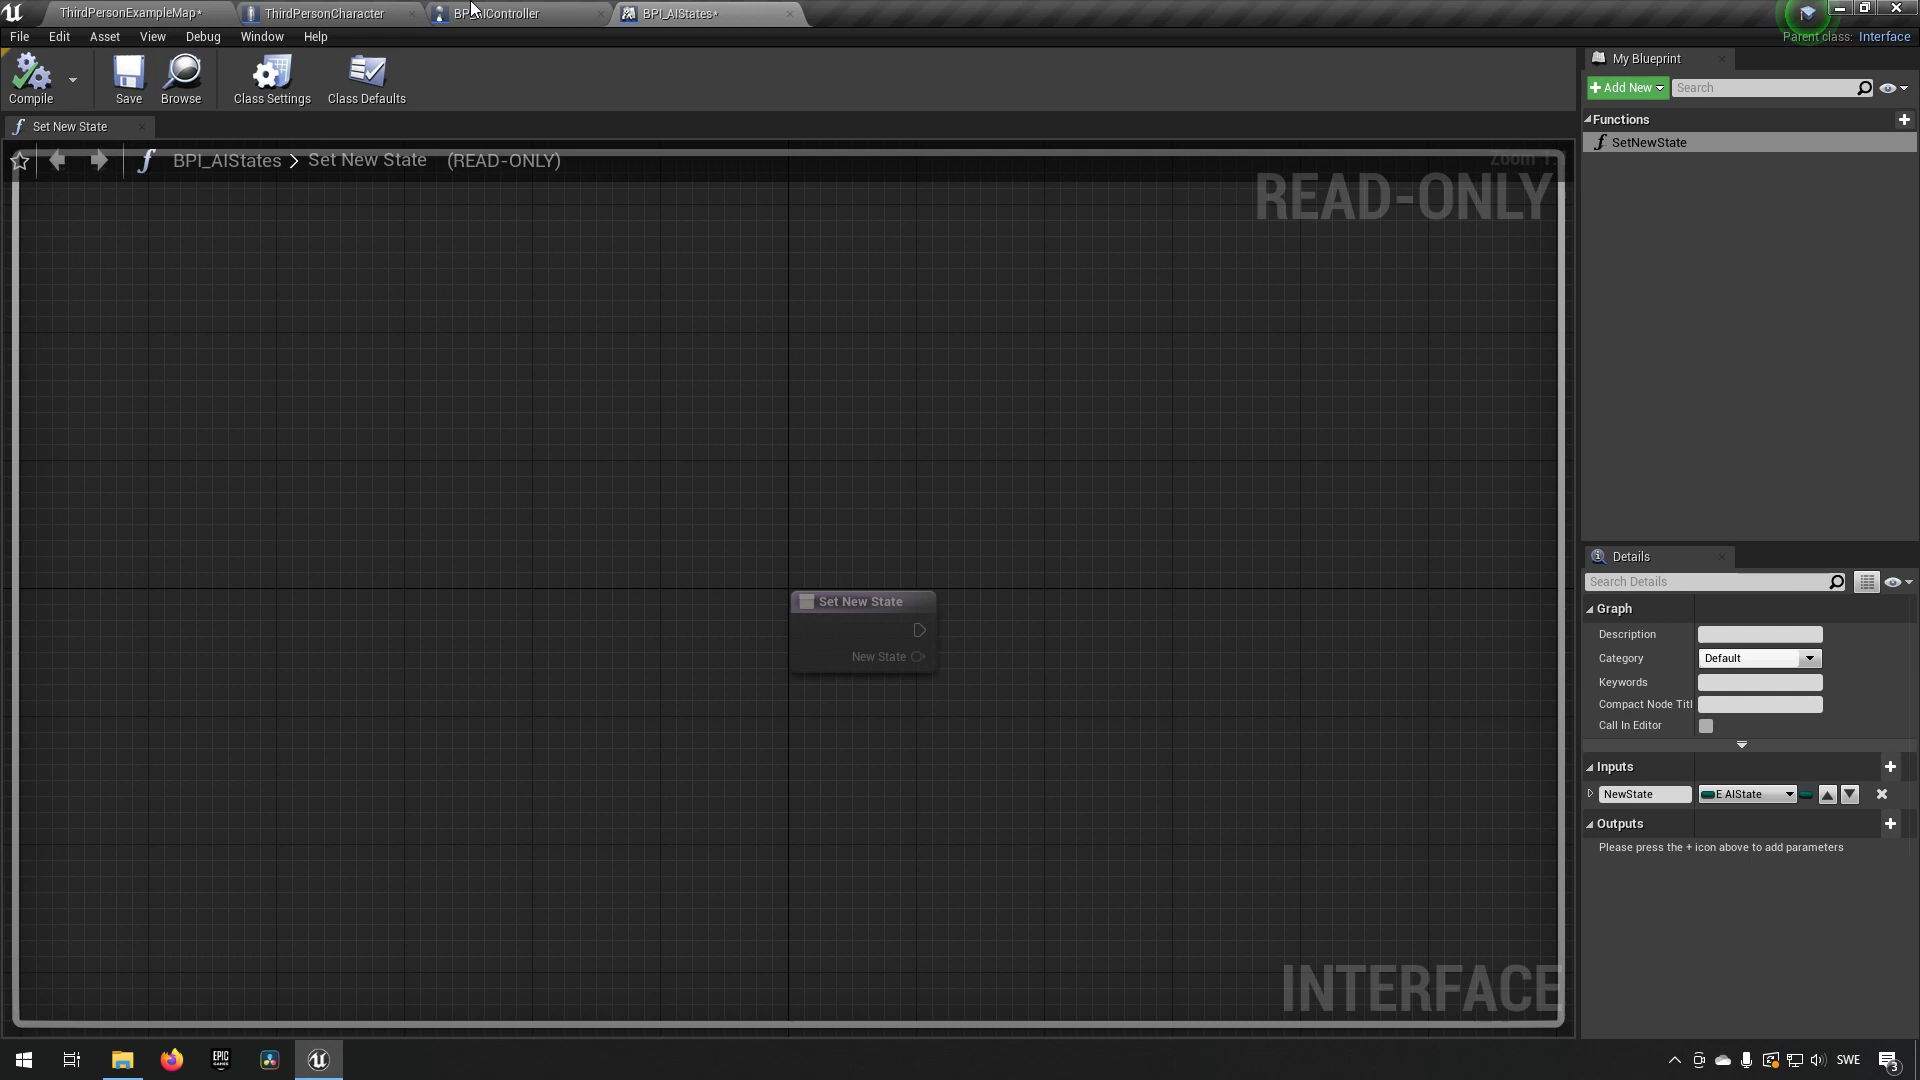 ThirdPersonExampleMap*
ThirdPersonCharacter
BPI_AIStates*
File Edit Asset View Debug Window Help
Parent class: Interface
Compile
Save
Browse
Class Settings
Class Defaults
My Blueprint
Add New
Search
Functions
SetNewState
Set New State
BPI_AIStates > Set New State (READ-ONLY)
READ-ONLY
Set New State
New State
INTERFACE
Details
Search Details
Graph
Description
Category Default
Keywords
Compact Node Titl
Call In Editor
Inputs
NewState E AIState
Outputs
Please press the + icon above to add parameters
EPIC GAMES
SWE
3